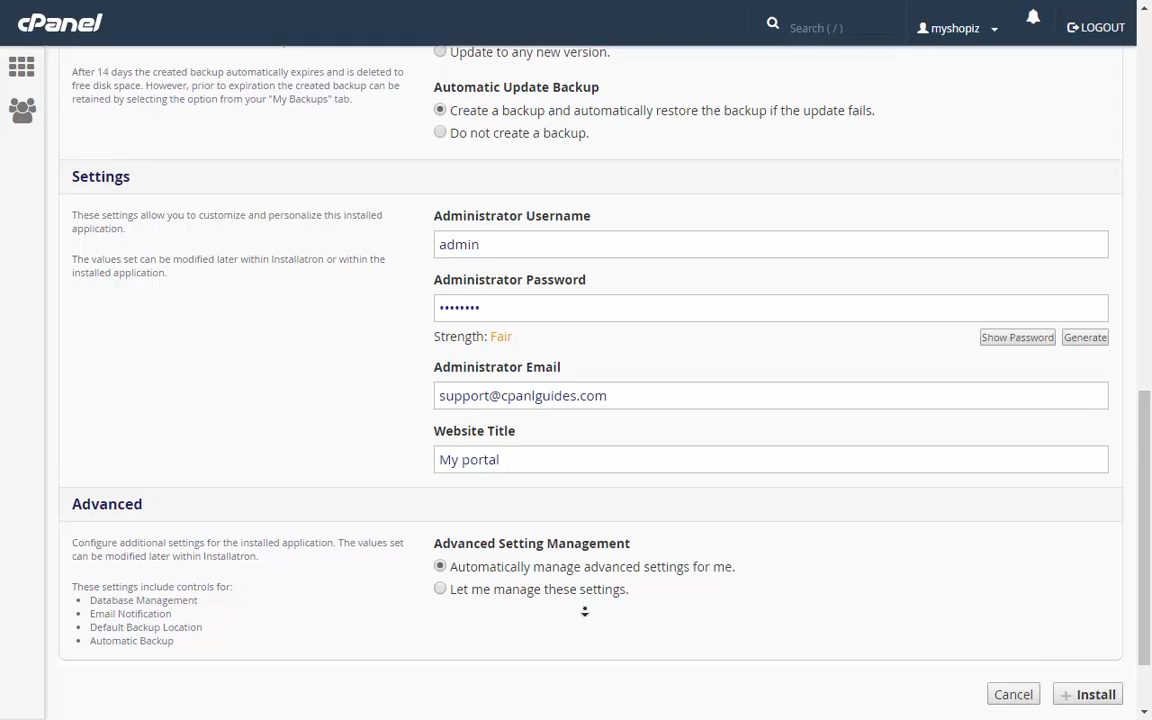 cPanel
Search ( / )
myshopiz
LOGOUT
Update to any new version.
After 14 days the created backup automatically expires and is deleted to
free disk space. However, prior to expiration the created backup can be
retained by selecting the option from your "My Backups" tab.
Automatic Update Backup
Create a backup and automatically restore the backup if the update fails.
Do not create a backup.
Settings
These settings allow you to customize and personalize this installed
application.
The values set can be modified later within Installatron or within the
installed application.
Administrator Username
admin
Administrator Password
••••••••
Strength: Fair
Show Password
Generate
Administrator Email
support@cpanlguides.com
Website Title
My portal
Advanced
Configure additional settings for the installed application. The values set
can be modified later within Installatron.
These settings include controls for:
• Database Management
• Email Notification
• Default Backup Location
• Automatic Backup
Advanced Setting Management
Automatically manage advanced settings for me.
Let me manage these settings.
Cancel
+ Install